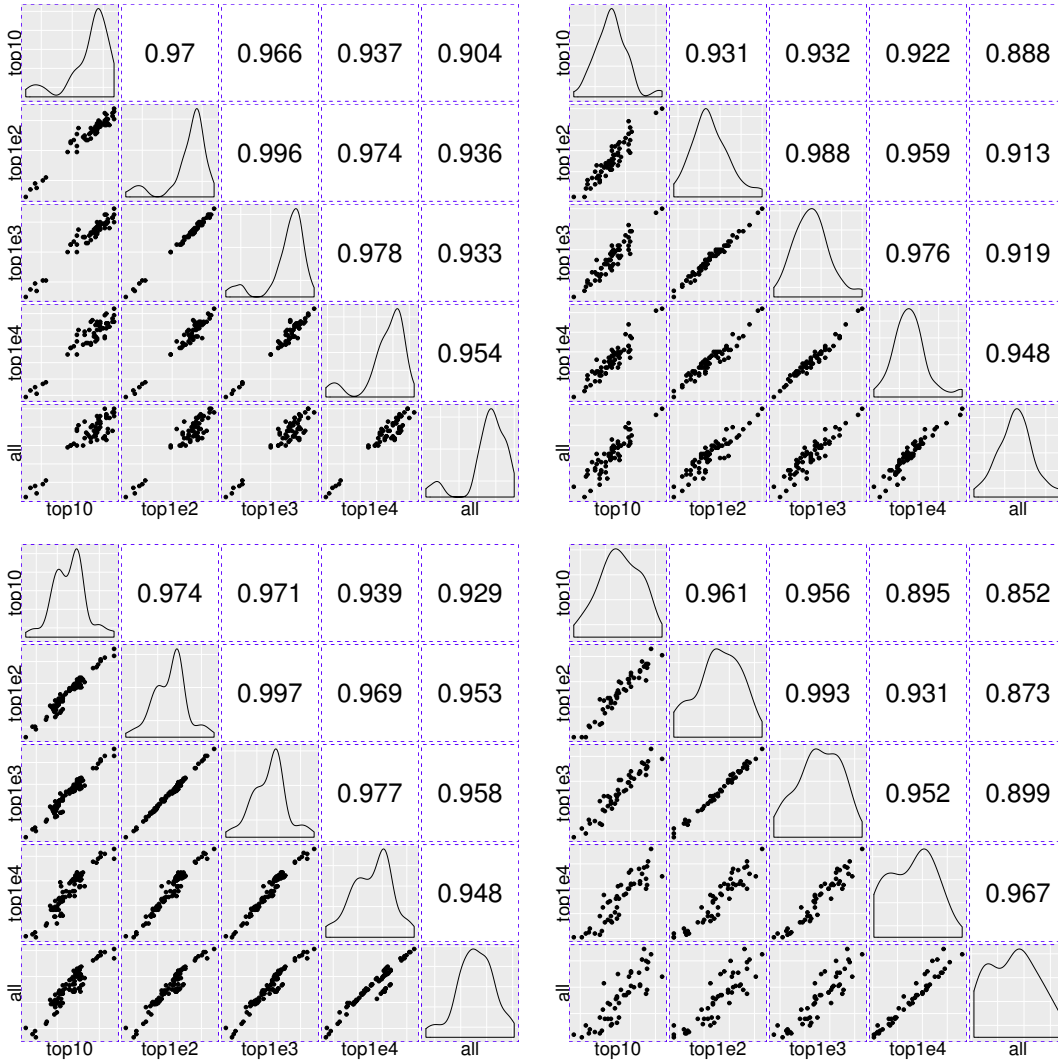 top10 0.97 0.966 0.937 0.904
top1e2 0.996 0.974 0.936
top1e3 0.978 0.933
top1e4 0.954
all
top10 top1e2 top1e3 top1e4 all
top10 0.931 0.932 0.922 0.888
top1e2 0.988 0.959 0.913
top1e3 0.976 0.919
top1e4 0.948
all
top10 top1e2 top1e3 top1e4 all
top10 0.974 0.971 0.939 0.929
top1e2 0.997 0.969 0.953
top1e3 0.977 0.958
top1e4 0.948
all
top10 top1e2 top1e3 top1e4 all
top10 0.961 0.956 0.895 0.852
top1e2 0.993 0.931 0.873
top1e3 0.952 0.899
top1e4 0.967
all
top10 top1e2 top1e3 top1e4 all